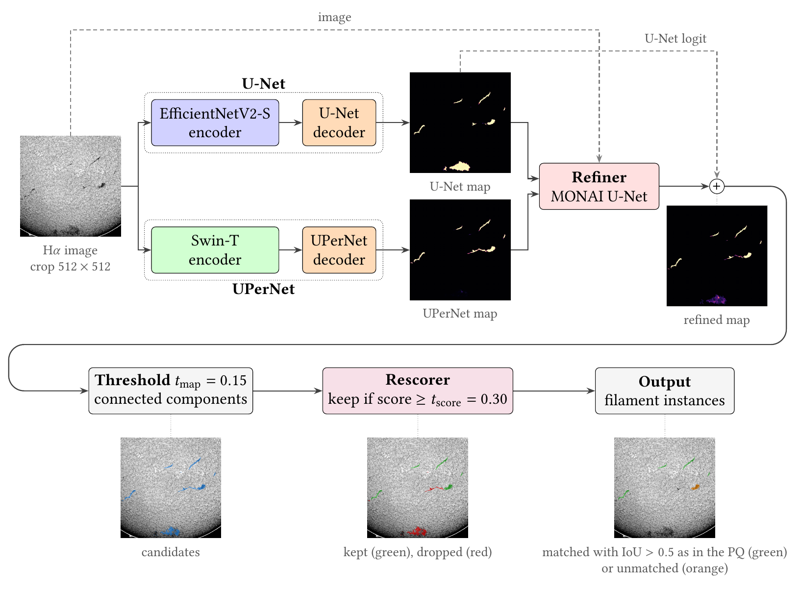 image
U-Net logit
U-Net
EfficientNetV2-S
encoder
U-Net
decoder
U-Net map
Refiner
MONAI U-Net
+
Hα image
crop 512 × 512
Swin-T
encoder
UPerNet
decoder
UPerNet
UPerNet map
refined map
Threshold t_map = 0.15
connected components
Rescorer
keep if score ≥ t_score = 0.30
Output
filament instances
candidates
kept (green), dropped (red)
matched with IoU > 0.5 as in the PQ (green)
or unmatched (orange)